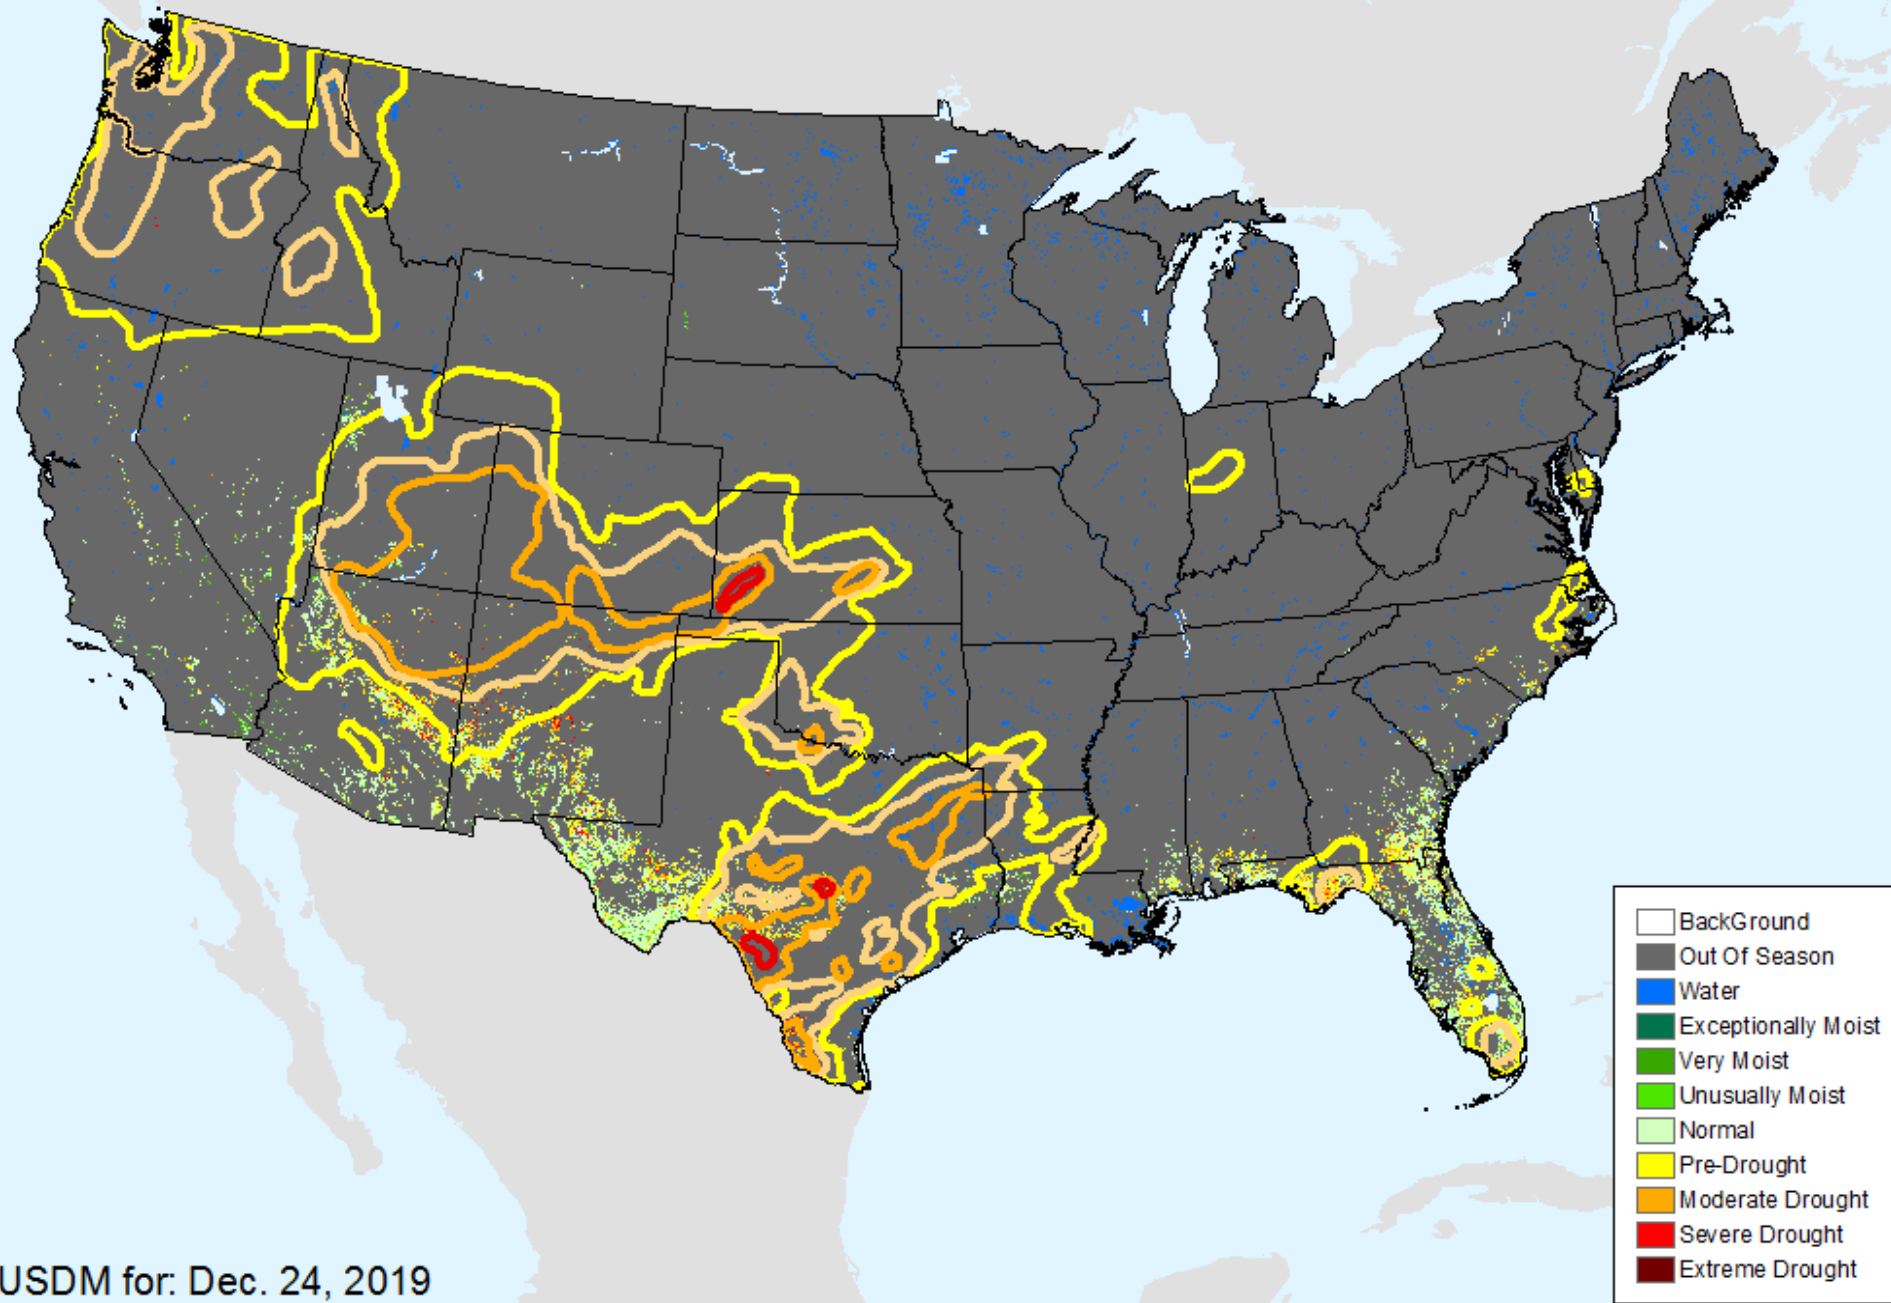 BackGround
Out Of Season
Water
Exceptionally Moist
Very Moist
Unusually Moist
Normal
Pre-Drought
Moderate Drought
Severe Drought
Extreme Drought
USDM for: Dec. 24, 2019